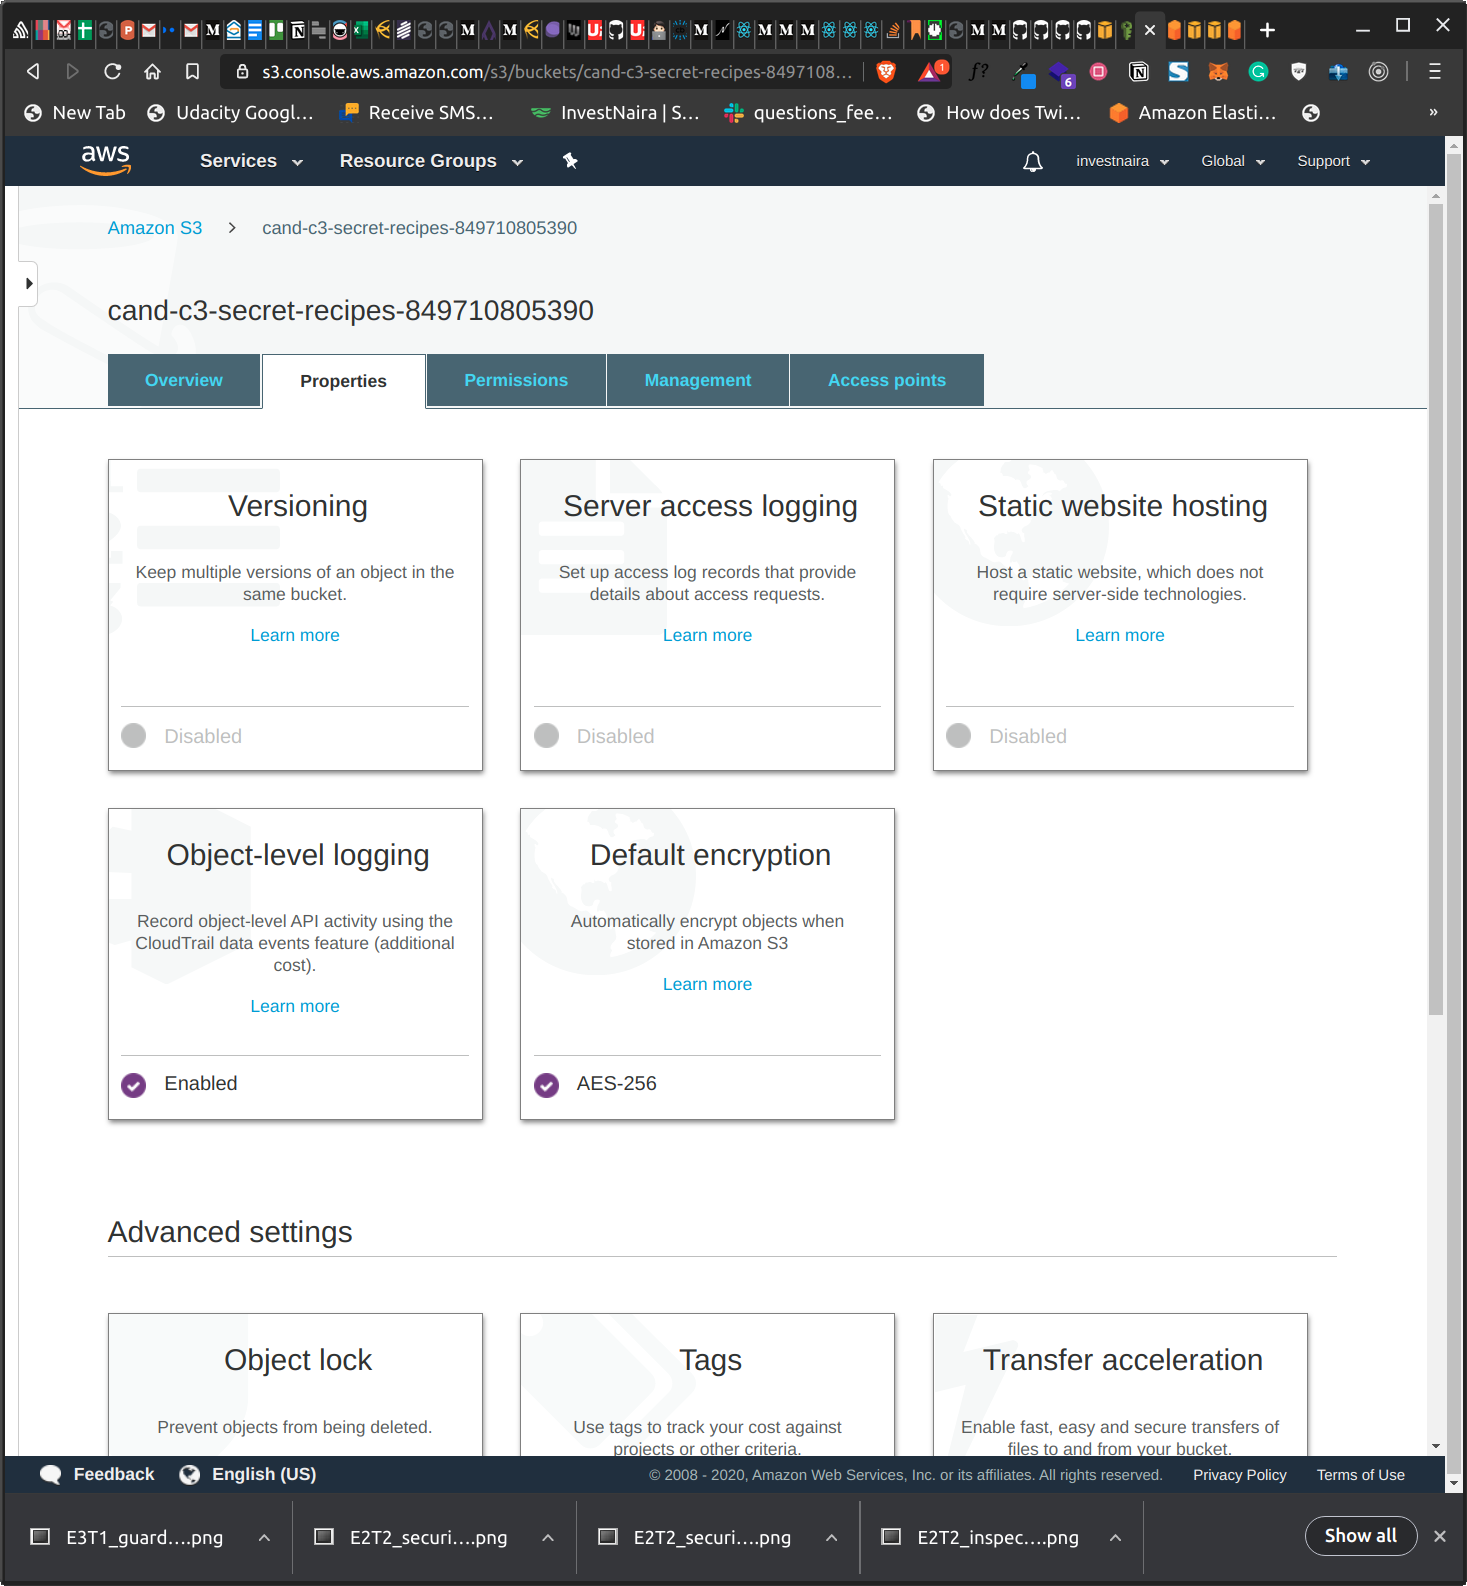 1
6
s3.console.aws.amazon.com/s3/buckets/cand-c3-secret-recipes-8497108...
New Tab
Udacity Googl...
Receive SMS...
InvestNaira | S...
questions_fee...
How does Twi...
Amazon Elasti...
»
aws
Services
Resource Groups
investnaira
Global
Support
Amazon S3
cand-c3-secret-recipes-849710805390
cand-c3-secret-recipes-849710805390
Overview
Properties
Permissions
Management
Access points
Versioning
Keep multiple versions of an object in the
same bucket.
Learn more
Disabled
Server access logging
Set up access log records that provide
details about access requests.
Learn more
Disabled
Static website hosting
Host a static website, which does not
require server-side technologies.
Learn more
Disabled
Object-level logging
Record object-level API activity using the
CloudTrail data events feature (additional
cost).
Learn more
Enabled
Default encryption
Automatically encrypt objects when
stored in Amazon S3
Learn more
AES-256
Advanced settings
Object lock
Prevent objects from being deleted.
Tags
Use tags to track your cost against
projects or other criteria.
Transfer acceleration
Enable fast, easy and secure transfers of
files to and from your bucket.
Feedback
English (US)
© 2008 - 2020, Amazon Web Services, Inc. or its affiliates. All rights reserved.
Privacy Policy
Terms of Use
E3T1_guard....png
E2T2_securi....png
E2T2_securi....png
E2T2_inspec....png
Show all